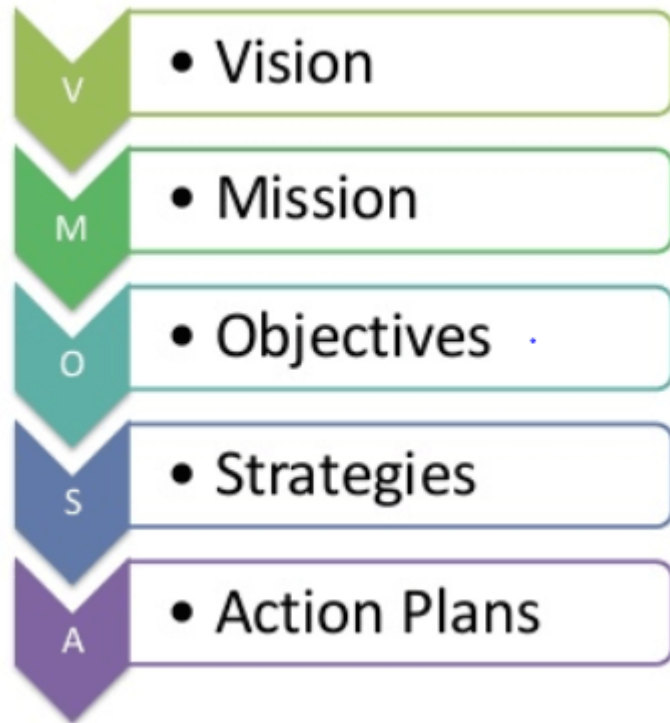 V
• Vision
M
• Mission
O
• Objectives
S
• Strategies
A
• Action Plans